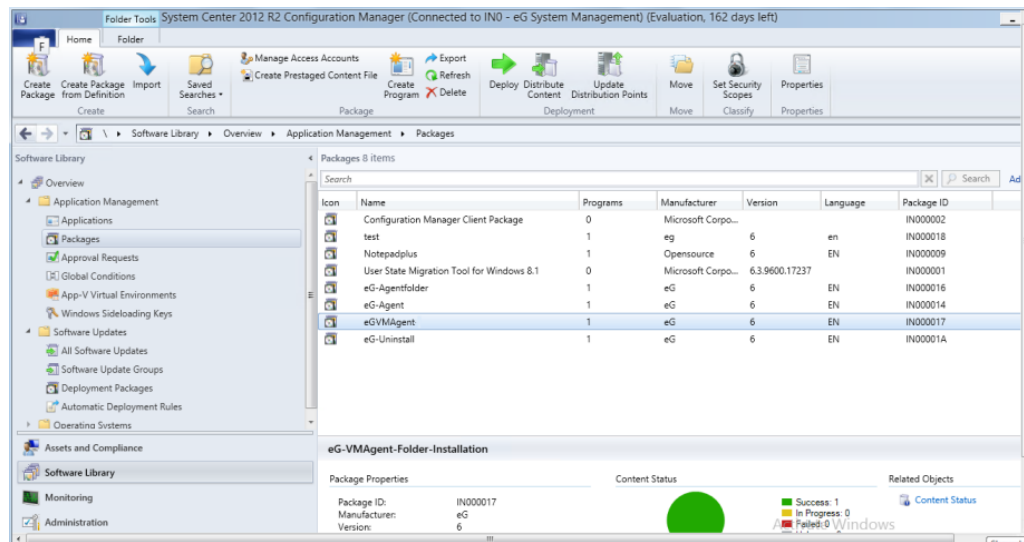 Folder Tools System Center 2012 R2 Configuration Manager (Connected to IN0 - eG System Management) (Evaluation, 162 days left)
F Home Folder
Create Package
Create Package from Definition
Import
Saved Searches
Manage Access Accounts
Create Prestaged Content File
Create Program
Export
Refresh
Delete
Deploy
Distribute Content
Update Distribution Points
Move
Set Security Scopes
Properties
Create Search Package Deployment Move Classify Properties
\ Software Library Overview Application Management Packages
Software Library
Overview
Application Management
Applications
Packages
Approval Requests
Global Conditions
App-V Virtual Environments
Windows Sideloading Keys
Software Updates
All Software Updates
Software Update Groups
Deployment Packages
Automatic Deployment Rules
Operating Systems
Assets and Compliance
Software Library
Monitoring
Administration
Packages 8 items
Search Search Ad
Icon Name Programs Manufacturer Version Language Package ID
Configuration Manager Client Package 0 Microsoft Corpo... IN000002
test 1 eg 6 en IN000018
Notepadplus 1 Opensource 6 EN IN000009
User State Migration Tool for Windows 8.1 0 Microsoft Corpo... 6.3.9600.17237 IN000001
eG-Agentfolder 1 eG 6 EN IN000016
eG-Agent 1 eG 6 EN IN000014
eGVMAgent 1 eG 6 EN IN000017
eG-Uninstall 1 eG 6 EN IN00001A
eG-VMAgent-Folder-Installation
Package Properties
Package ID: IN000017
Manufacturer: eG
Version: 6
Content Status
Success: 1
In Progress: 0
Failed: 0
Windows
Related Objects
Content Status